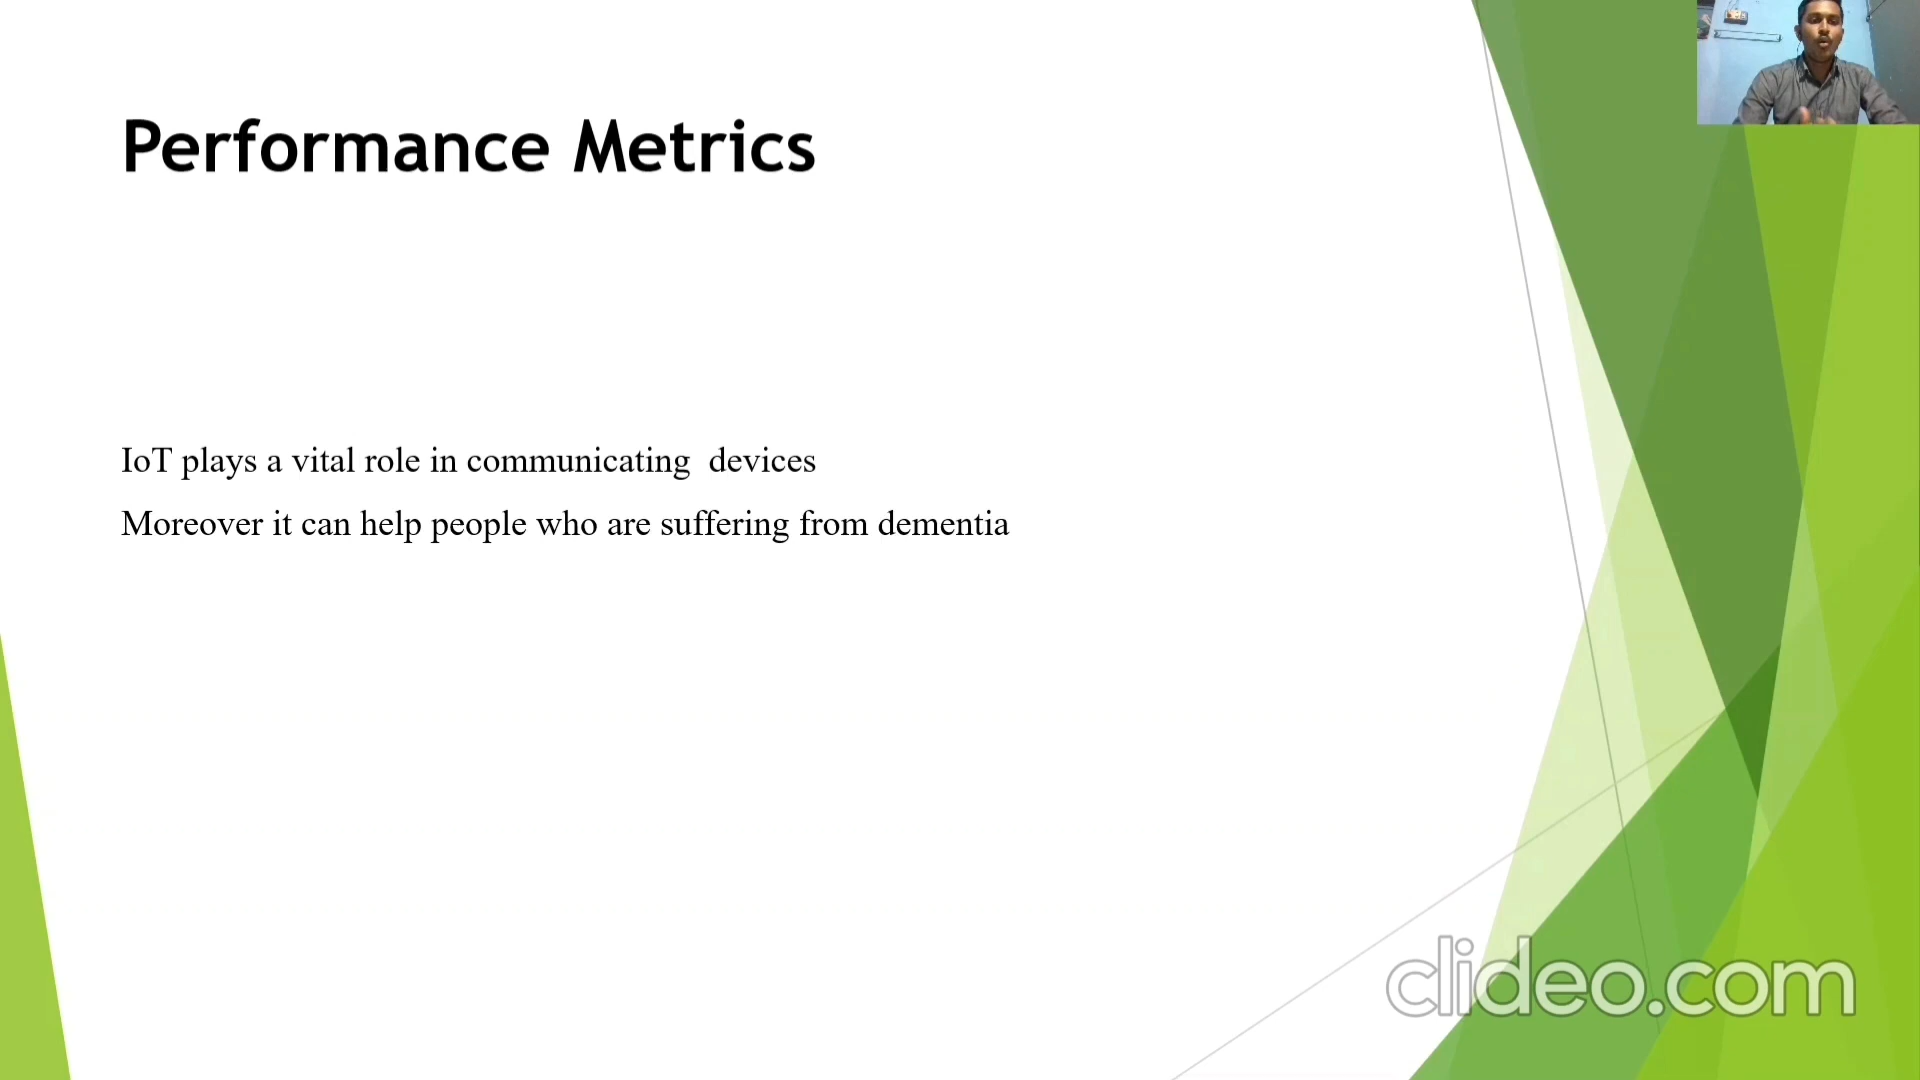 Performance Metrics
IoT plays a vital role in communicating  devices
Moreover it can help people who are suffering from dementia
clideo.com